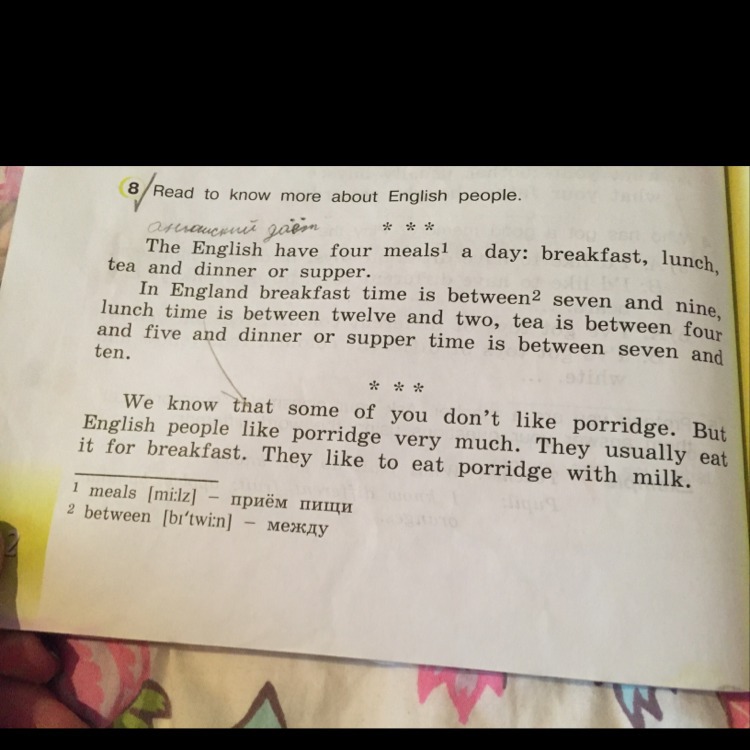 8 Read to know more about English people.
английский
* * *
The English have four meals¹ a day: breakfast, lunch,
tea and dinner or supper.
In England breakfast time is between² seven and nine,
lunch time is between twelve and two, tea is between four
and five and dinner or supper time is between seven and
ten.
* * *
We know that some of you don't like porridge. But
English people like porridge very much. They usually eat
it for breakfast. They like to eat porridge with milk.
¹ meals [mi:lz] – приём пищи
² between [bɪ'twi:n] – между